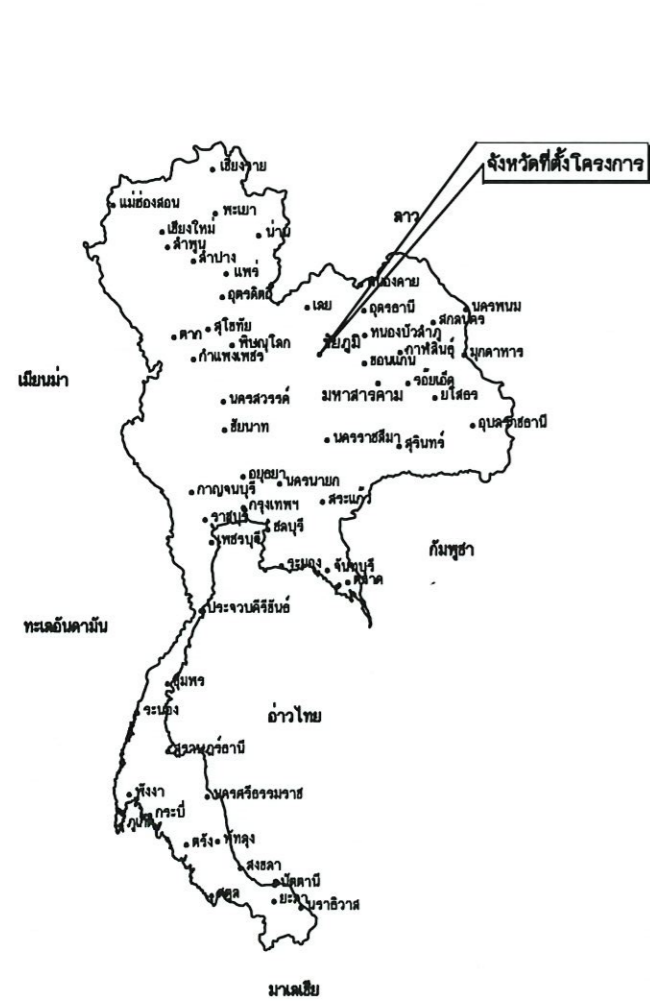 เชียงราย
จังหวัดที่ตั้งโครงการ
แม่ฮ่องสอน
พะเยา
ลาว
เชียงใหม่
น่าน
ลำพูน
ลำปาง
แพร่
หนองคาย
อุตรดิตถ์
เลย
อุดรธานี
นครพนม
สกลนคร
สุโขทัย
ตาก
หนองบัวลำภู
พิษณุโลก
ชัยภูมิ
กาฬสินธุ์
มุกดาหาร
กำแพงเพชร
ขอนแก่น
เมียนม่า
ร้อยเอ็ด
มหาสารคาม
ยโสธร
นครสวรรค์
ชัยนาท
อุบลราชธานี
นครราชสีมา
สุรินทร์
อยุธยา
นครนายก
กาญจนบุรี
สระแก้ว
กรุงเทพฯ
ราชบุรี
ชลบุรี
เพชรบุรี
กัมพูชา
ระยอง
จันทบุรี
ตราด
ประจวบคีรีขันธ์
ทะเลอันดามัน
ชุมพร
ระนอง
อ่าวไทย
สุราษฎร์ธานี
พังงา
นครศรีธรรมราช
กระบี่
ภูเก็ต
ตรัง
พัทลุง
สงขลา
ปัตตานี
สตูล
ยะลา
นราธิวาส
มาเลเซีย